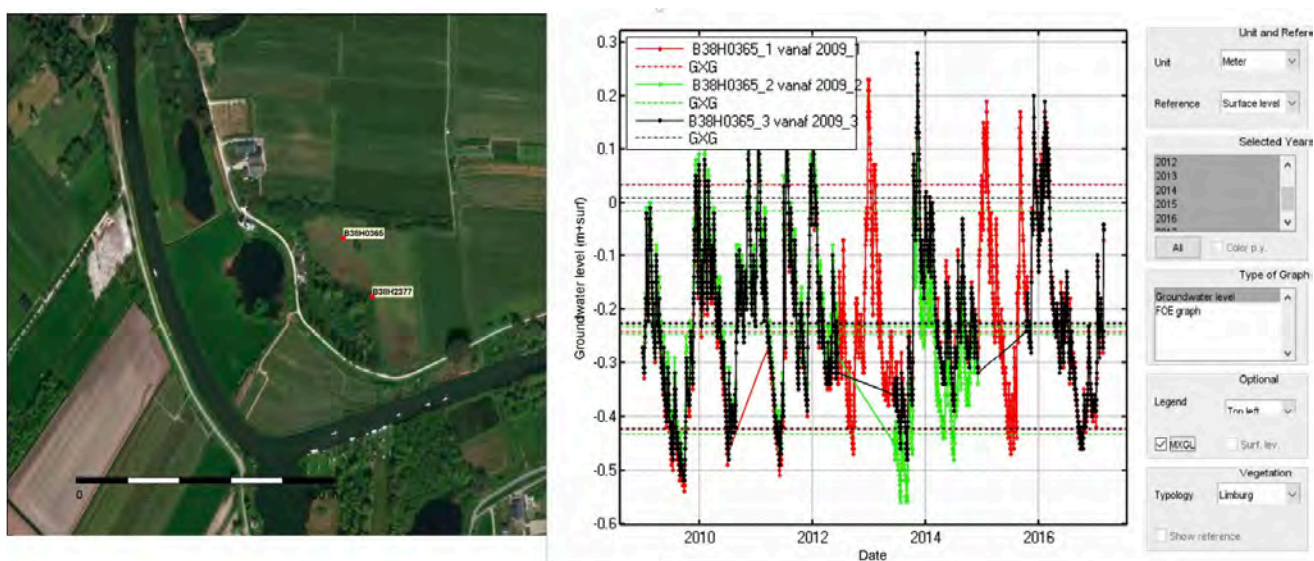 B38H0365
B38H2377
0
B38H0365_1 vanaf 2009_1
GXG
B38H0365_2 vanaf 2009_2
GXG
B38H0365_3 vanaf 2009_3
GXG
Groundwater level (m+surf)
0.3
0.2
0.1
0
-0.1
-0.2
-0.3
-0.4
-0.5
-0.6
2010 2012 2014 2016
Date
Unit and Refere
Unit Meter
Reference Surface level
Selected Years
2012
2013
2014
2015
2016
All Color p.y.
Type of Graph
Groundwater level
FOE graph
Optional
Legend Top left
MXGL Surf. lev.
Vegetation
Typology Limburg
Show reference